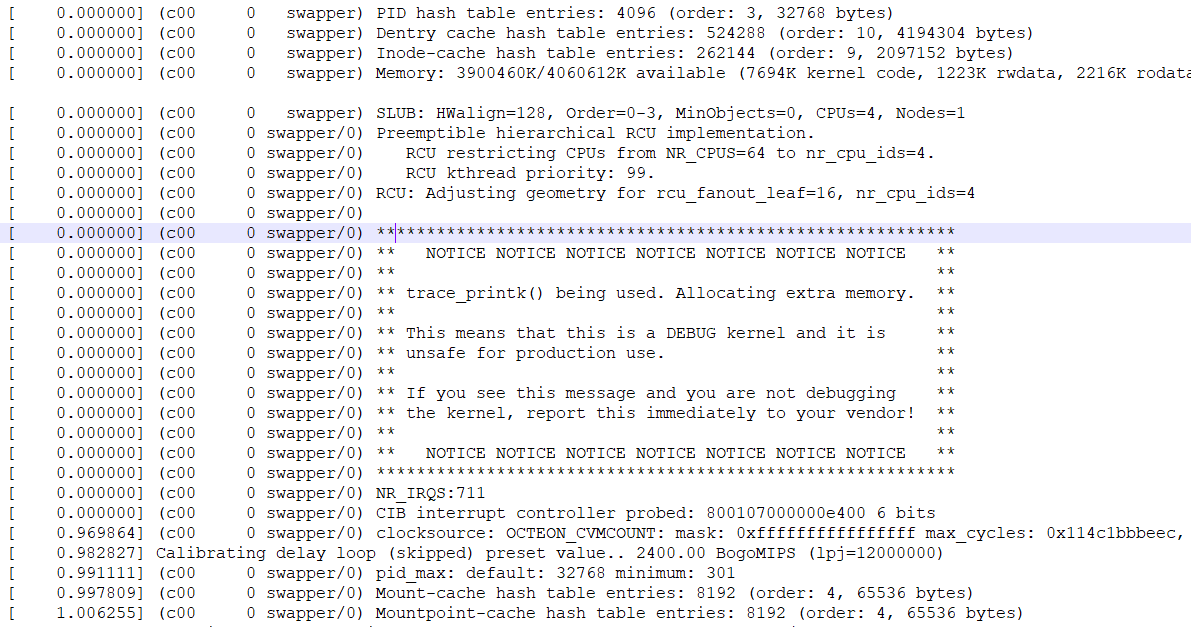 [    0.000000] (c00     0   swapper) PID hash table entries: 4096 (order: 3, 32768 bytes)
[    0.000000] (c00     0   swapper) Dentry cache hash table entries: 524288 (order: 10, 4194304 bytes)
[    0.000000] (c00     0   swapper) Inode-cache hash table entries: 262144 (order: 9, 2097152 bytes)
[    0.000000] (c00     0   swapper) Memory: 3900460K/4060612K available (7694K kernel code, 1223K rwdata, 2216K rodata
[    0.000000] (c00     0   swapper) SLUB: HWalign=128, Order=0-3, MinObjects=0, CPUs=4, Nodes=1
[    0.000000] (c00     0 swapper/0) Preemptible hierarchical RCU implementation.
[    0.000000] (c00     0 swapper/0)    RCU restricting CPUs from NR_CPUS=64 to nr_cpu_ids=4.
[    0.000000] (c00     0 swapper/0)    RCU kthread priority: 99.
[    0.000000] (c00     0 swapper/0) RCU: Adjusting geometry for rcu_fanout_leaf=16, nr_cpu_ids=4
[    0.000000] (c00     0 swapper/0)
[    0.000000] (c00     0 swapper/0) **********************************************************
[    0.000000] (c00     0 swapper/0) **   NOTICE NOTICE NOTICE NOTICE NOTICE NOTICE NOTICE   **
[    0.000000] (c00     0 swapper/0) **                                                      **
[    0.000000] (c00     0 swapper/0) ** trace_printk() being used. Allocating extra memory.  **
[    0.000000] (c00     0 swapper/0) **                                                      **
[    0.000000] (c00     0 swapper/0) ** This means that this is a DEBUG kernel and it is     **
[    0.000000] (c00     0 swapper/0) ** unsafe for production use.                           **
[    0.000000] (c00     0 swapper/0) **                                                      **
[    0.000000] (c00     0 swapper/0) ** If you see this message and you are not debugging    **
[    0.000000] (c00     0 swapper/0) ** the kernel, report this immediately to your vendor!  **
[    0.000000] (c00     0 swapper/0) **                                                      **
[    0.000000] (c00     0 swapper/0) **   NOTICE NOTICE NOTICE NOTICE NOTICE NOTICE NOTICE   **
[    0.000000] (c00     0 swapper/0) **********************************************************
[    0.000000] (c00     0 swapper/0) NR_IRQS:711
[    0.000000] (c00     0 swapper/0) CIB interrupt controller probed: 800107000000e400 6 bits
[    0.969864] (c00     0 swapper/0) clocksource: OCTEON_CVMCOUNT: mask: 0xffffffffffffffff max_cycles: 0x114c1bbbeec,
[    0.982827] Calibrating delay loop (skipped) preset value.. 2400.00 BogoMIPS (lpj=12000000)
[    0.991111] (c00     0 swapper/0) pid_max: default: 32768 minimum: 301
[    0.997809] (c00     0 swapper/0) Mount-cache hash table entries: 8192 (order: 4, 65536 bytes)
[    1.006255] (c00     0 swapper/0) Mountpoint-cache hash table entries: 8192 (order: 4, 65536 bytes)